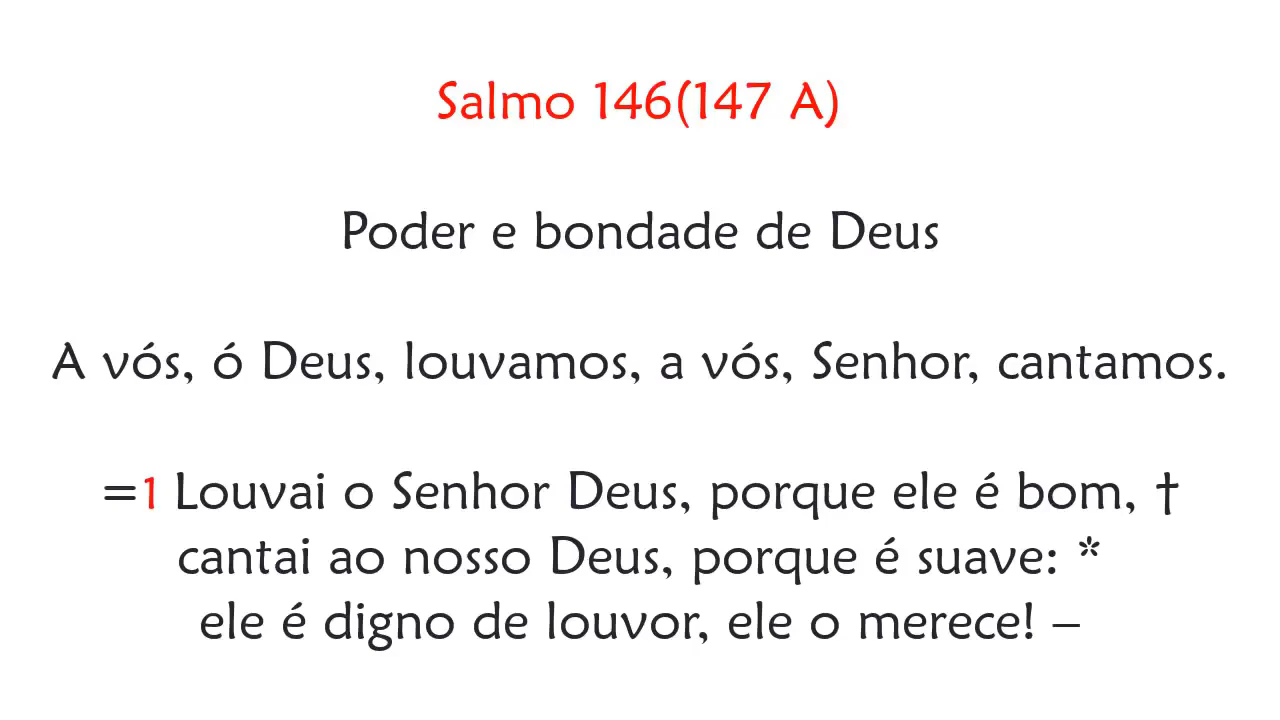 Salmo 146(147 A)
Poder e bondade de Deus
A vós, ó Deus, louvamos, a vós, Senhor, cantamos.
=1 Louvai o Senhor Deus, porque ele é bom, †
cantai ao nosso Deus, porque é suave: *
ele é digno de louvor, ele o merece! –